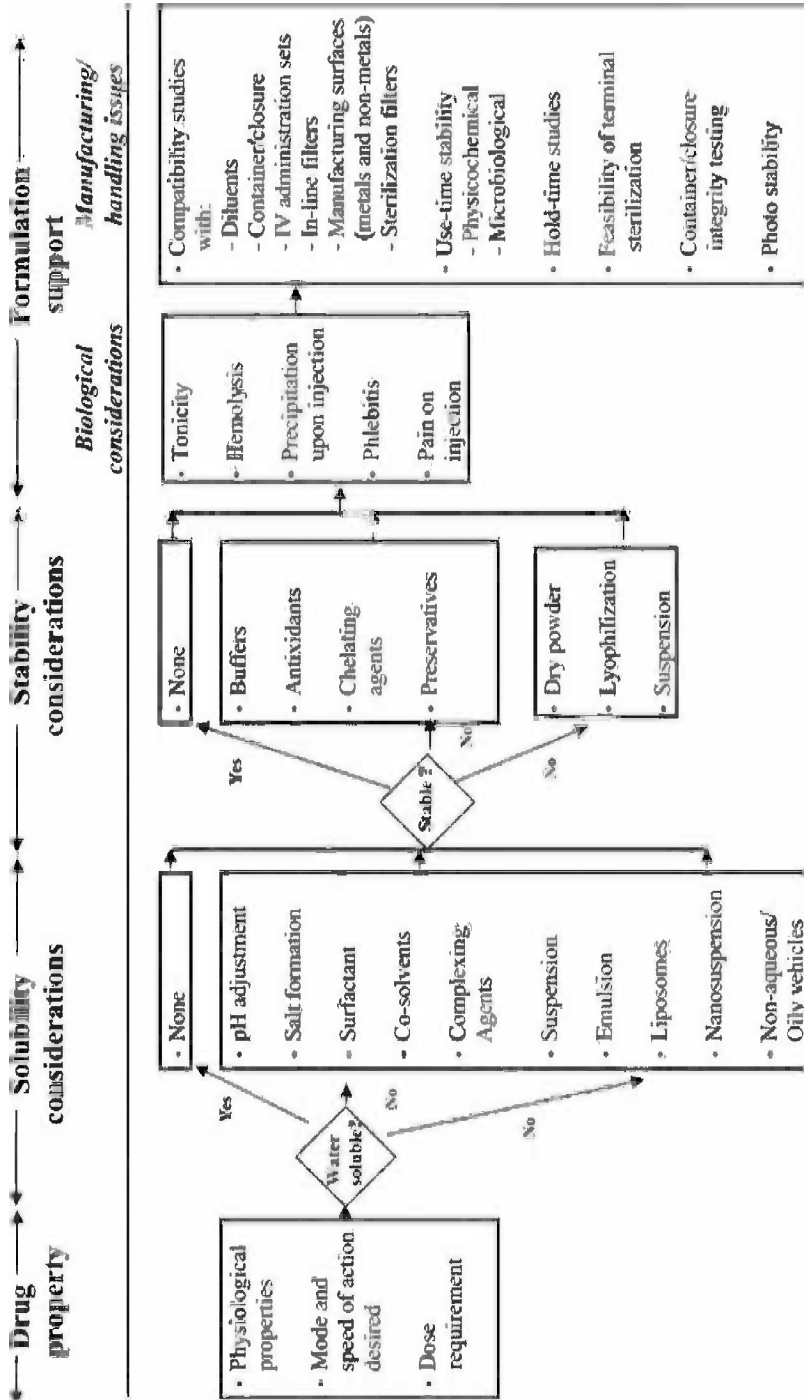 Drug
property
Solubility
considerations
Stability
considerations
Formulation
support
Biological
considerations
Manufacturing/
handling issues
• Physiological
properties
• Mode and
speed of action
desired
• Dose
requirement
Water
soluble?
Yes
No
No
• None
• pH adjustment
• Salt formation
• Surfactant
• Co-solvents
• Complexing
Agents
• Suspension
• Emulsion
• Liposomes
• Nanosuspension
• Non-aqueous/
Oily vehicles
Stable ?
Yes
No
No
• None
• Buffers
• Antixidants
• Chelating
agents
• Preservatives
• Dry powder
• Lyophilization
• Suspension
• Tonicity
• Hemolysis
• Precipitation
upon injection
• Phlebitis
• Pain on
injection
• Compatibility studies
with:
- Diluents
- Container/closure
- IV administration sets
- In-line filters
- Manufacturing surfaces
(metals and non-metals)
- Sterilization filters
• Use-time stability
- Physicochemical
- Microbiological
• Hold-time studies
• Feasibility of terminal
sterilization
• Container/closure
integrity testing
• Photo stability